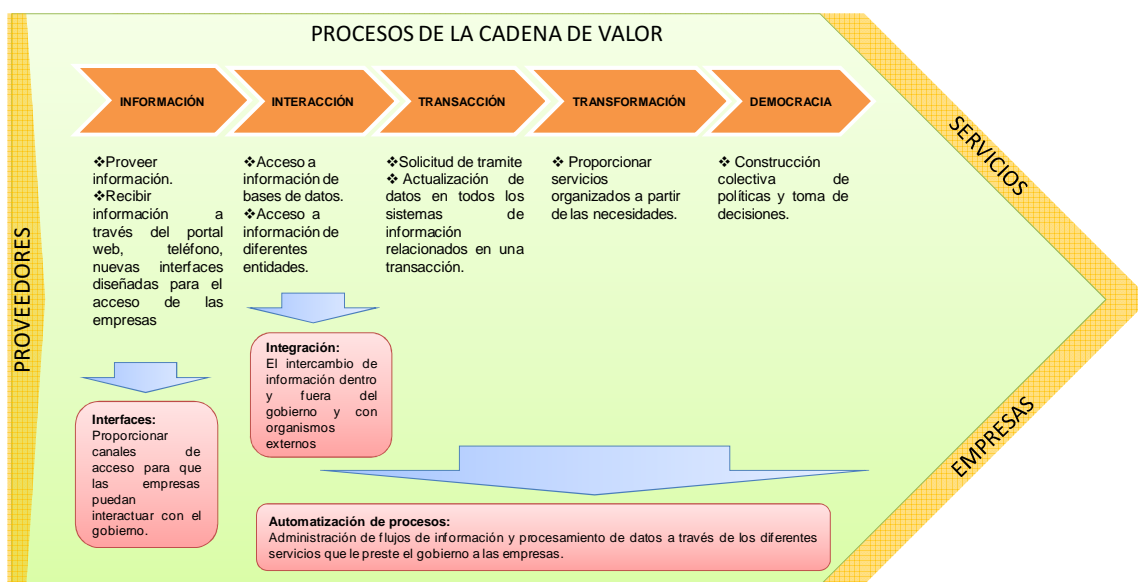 PROCESOS DE LA CADENA DE VALOR
INFORMACIÓN
INTERACCIÓN
TRANSACCIÓN
TRANSFORMACIÓN
DEMOCRACIA
❖Proveer
información.
❖Recibir
información a
través del portal
web, teléfono,
nuevas interfaces
diseñadas para el
acceso de las
empresas
❖Acceso a
información de
bases de datos.
❖Acceso a
información de
diferentes
entidades.
❖Solicitud de tramite
❖ Actualización de
datos en todos los
sistemas de
información
relacionados en una
transacción.
❖ Proporcionar
servicios
organizados a partir
de las necesidades.
❖ Construcción
colectiva de
políticas y toma de
decisiones.
PROVEEDORES
SERVICIOS
EMPRESAS
Interfaces:
Proporcionar
canales de
acceso para que
las empresas
puedan
interactuar con el
gobierno.
Integración:
El intercambio de
información dentro
y fuera del
gobierno y con
organismos
externos
Automatización de procesos:
Administración de flujos de información y procesamiento de datos a través de los diferentes
servicios que le preste el gobierno a las empresas.